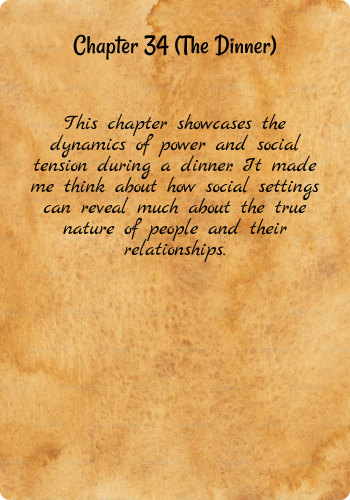 Chapter 34 (The Dinner)
This chapter showcases the
dynamics of power and social
tension during a dinner. It made
me think about how social settings
can reveal much about the true
nature of people and their
relationships.